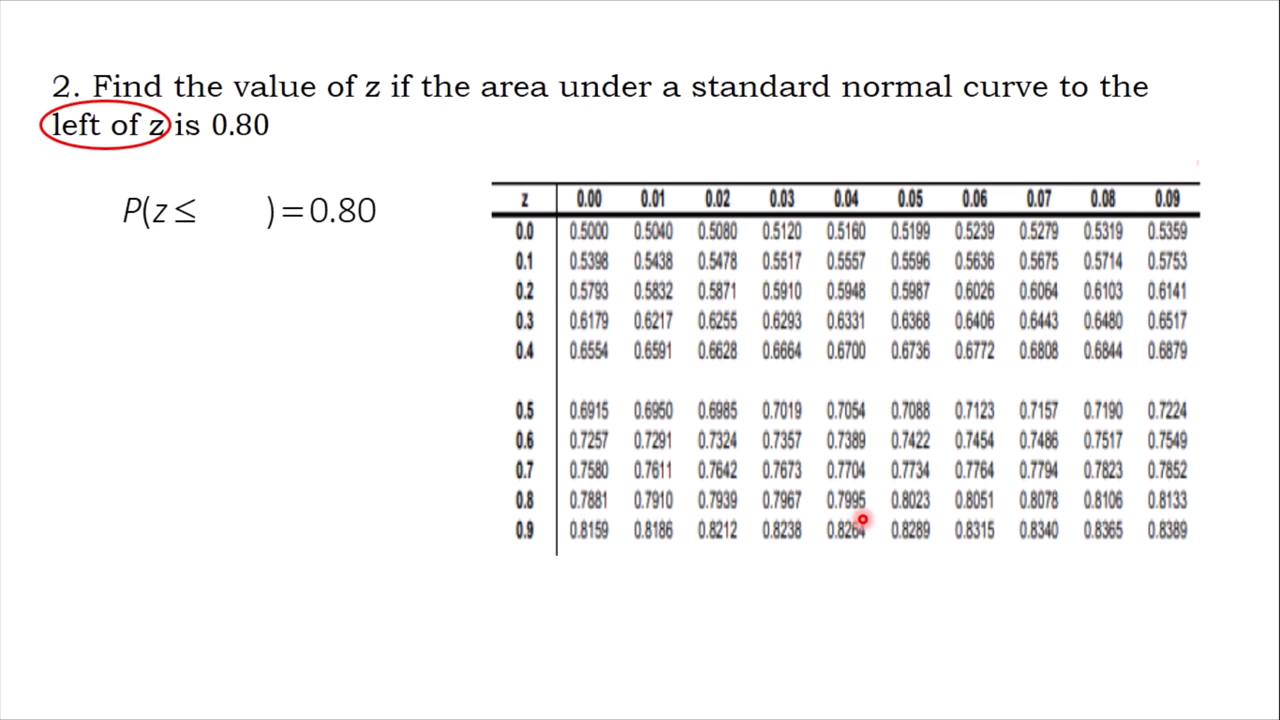 2. Find the value of z if the area under a standard normal curve to the
left of z is 0.80
P(z ≤      ) = 0.80
z 0.00 0.01 0.02 0.03 0.04 0.05 0.06 0.07 0.08 0.09
0.0 0.5000 0.5040 0.5080 0.5120 0.5160 0.5199 0.5239 0.5279 0.5319 0.5359
0.1 0.5398 0.5438 0.5478 0.5517 0.5557 0.5596 0.5636 0.5675 0.5714 0.5753
0.2 0.5793 0.5832 0.5871 0.5910 0.5948 0.5987 0.6026 0.6064 0.6103 0.6141
0.3 0.6179 0.6217 0.6255 0.6293 0.6331 0.6368 0.6406 0.6443 0.6480 0.6517
0.4 0.6554 0.6591 0.6628 0.6664 0.6700 0.6736 0.6772 0.6808 0.6844 0.6879
0.5 0.6915 0.6950 0.6985 0.7019 0.7054 0.7088 0.7123 0.7157 0.7190 0.7224
0.6 0.7257 0.7291 0.7324 0.7357 0.7389 0.7422 0.7454 0.7486 0.7517 0.7549
0.7 0.7580 0.7611 0.7642 0.7673 0.7704 0.7734 0.7764 0.7794 0.7823 0.7852
0.8 0.7881 0.7910 0.7939 0.7967 0.7995 0.8023 0.8051 0.8078 0.8106 0.8133
0.9 0.8159 0.8186 0.8212 0.8238 0.8264 0.8289 0.8315 0.8340 0.8365 0.8389